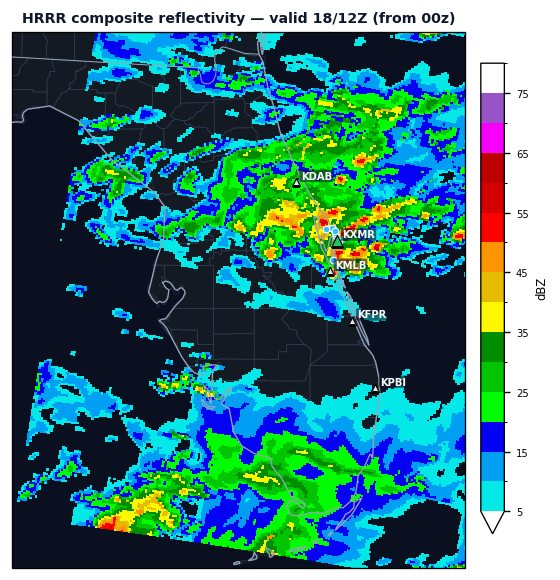 HRRR composite reflectivity — valid 18/12Z (from 00z)
KDAB
KXMR
KMLB
KFPR
KPBI
75
65
55
45
35
25
15
5
dBZ